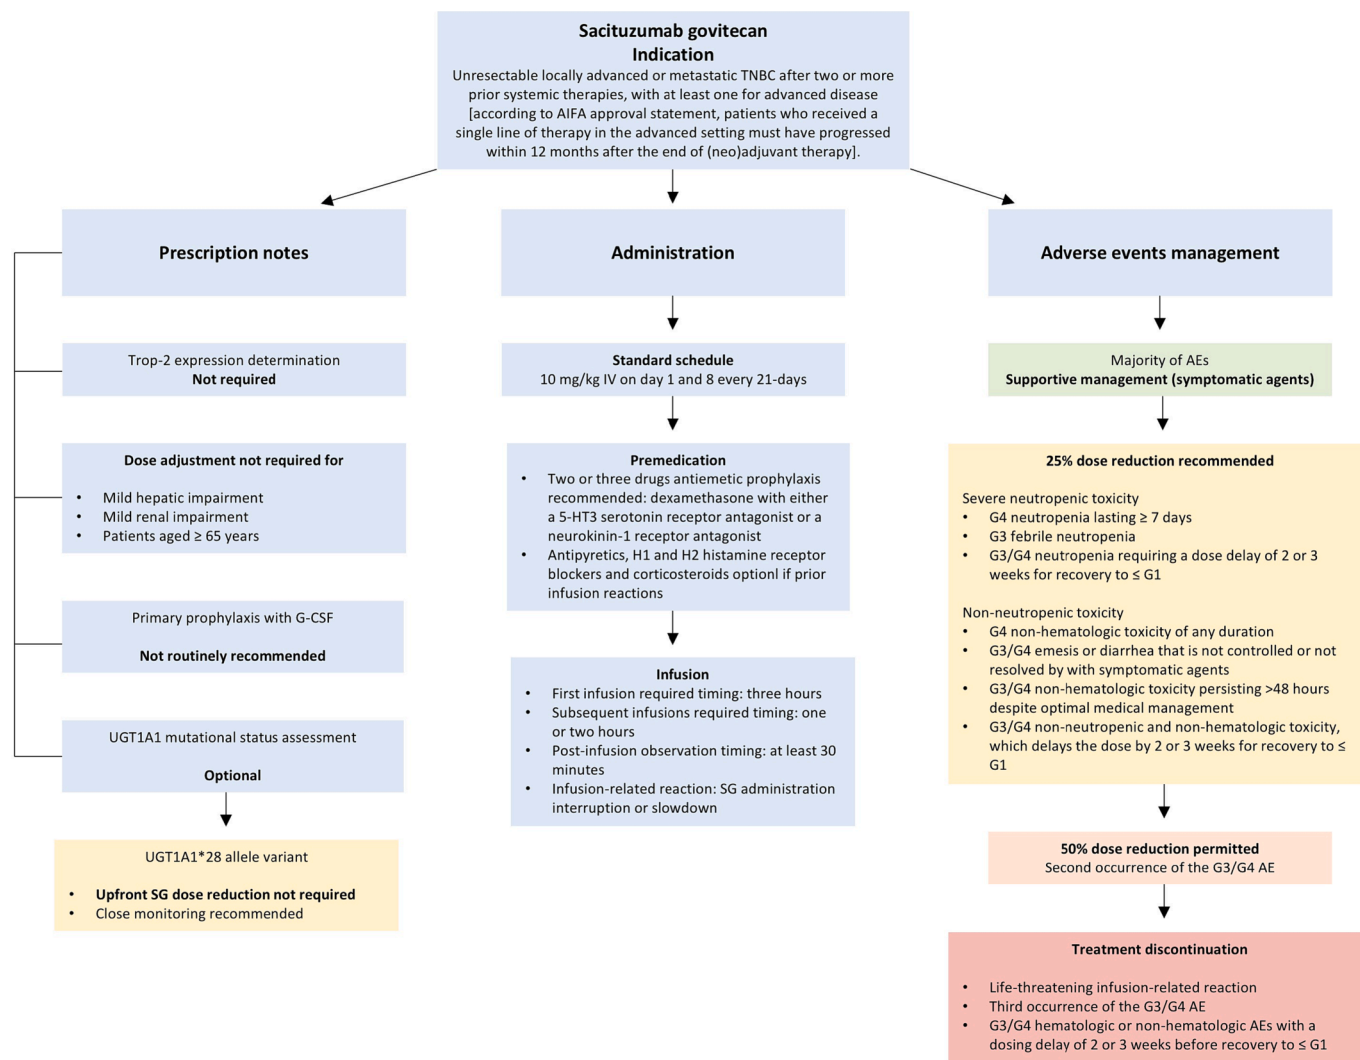 Sacituzumab govitecan
Indication
Unresectable locally advanced or metastatic TNBC after two or more
prior systemic therapies, with at least one for advanced disease
[according to AIFA approval statement, patients who received a
single line of therapy in the advanced setting must have progressed
within 12 months after the end of (neo)adjuvant therapy].
Prescription notes
Trop-2 expression determination
Not required
Dose adjustment not required for
• Mild hepatic impairment
• Mild renal impairment
• Patients aged ≥ 65 years
Primary prophylaxis with G-CSF
Not routinely recommended
UGT1A1 mutational status assessment
Optional
UGT1A1*28 allele variant
• Upfront SG dose reduction not required
• Close monitoring recommended
Administration
Standard schedule
10 mg/kg IV on day 1 and 8 every 21-days
Premedication
• Two or three drugs antiemetic prophylaxis
recommended: dexamethasone with either
a 5-HT3 serotonin receptor antagonist or a
neurokinin-1 receptor antagonist
• Antipyretics, H1 and H2 histamine receptor
blockers and corticosteroids optionl if prior
infusion reactions
Infusion
• First infusion required timing: three hours
• Subsequent infusions required timing: one
or two hours
• Post-infusion observation timing: at least 30
minutes
• Infusion-related reaction: SG administration
interruption or slowdown
Adverse events management
Majority of AEs
Supportive management (symptomatic agents)
25% dose reduction recommended
Severe neutropenic toxicity
• G4 neutropenia lasting ≥ 7 days
• G3 febrile neutropenia
• G3/G4 neutropenia requiring a dose delay of 2 or 3
weeks for recovery to ≤ G1
Non-neutropenic toxicity
• G4 non-hematologic toxicity of any duration
• G3/G4 emesis or diarrhea that is not controlled or not
resolved by with symptomatic agents
• G3/G4 non-hematologic toxicity persisting >48 hours
despite optimal medical management
• G3/G4 non-neutropenic and non-hematologic toxicity,
which delays the dose by 2 or 3 weeks for recovery to ≤
G1
50% dose reduction permitted
Second occurrence of the G3/G4 AE
Treatment discontinuation
• Life-threatening infusion-related reaction
• Third occurrence of the G3/G4 AE
• G3/G4 hematologic or non-hematologic AEs with a
dosing delay of 2 or 3 weeks before recovery to ≤ G1